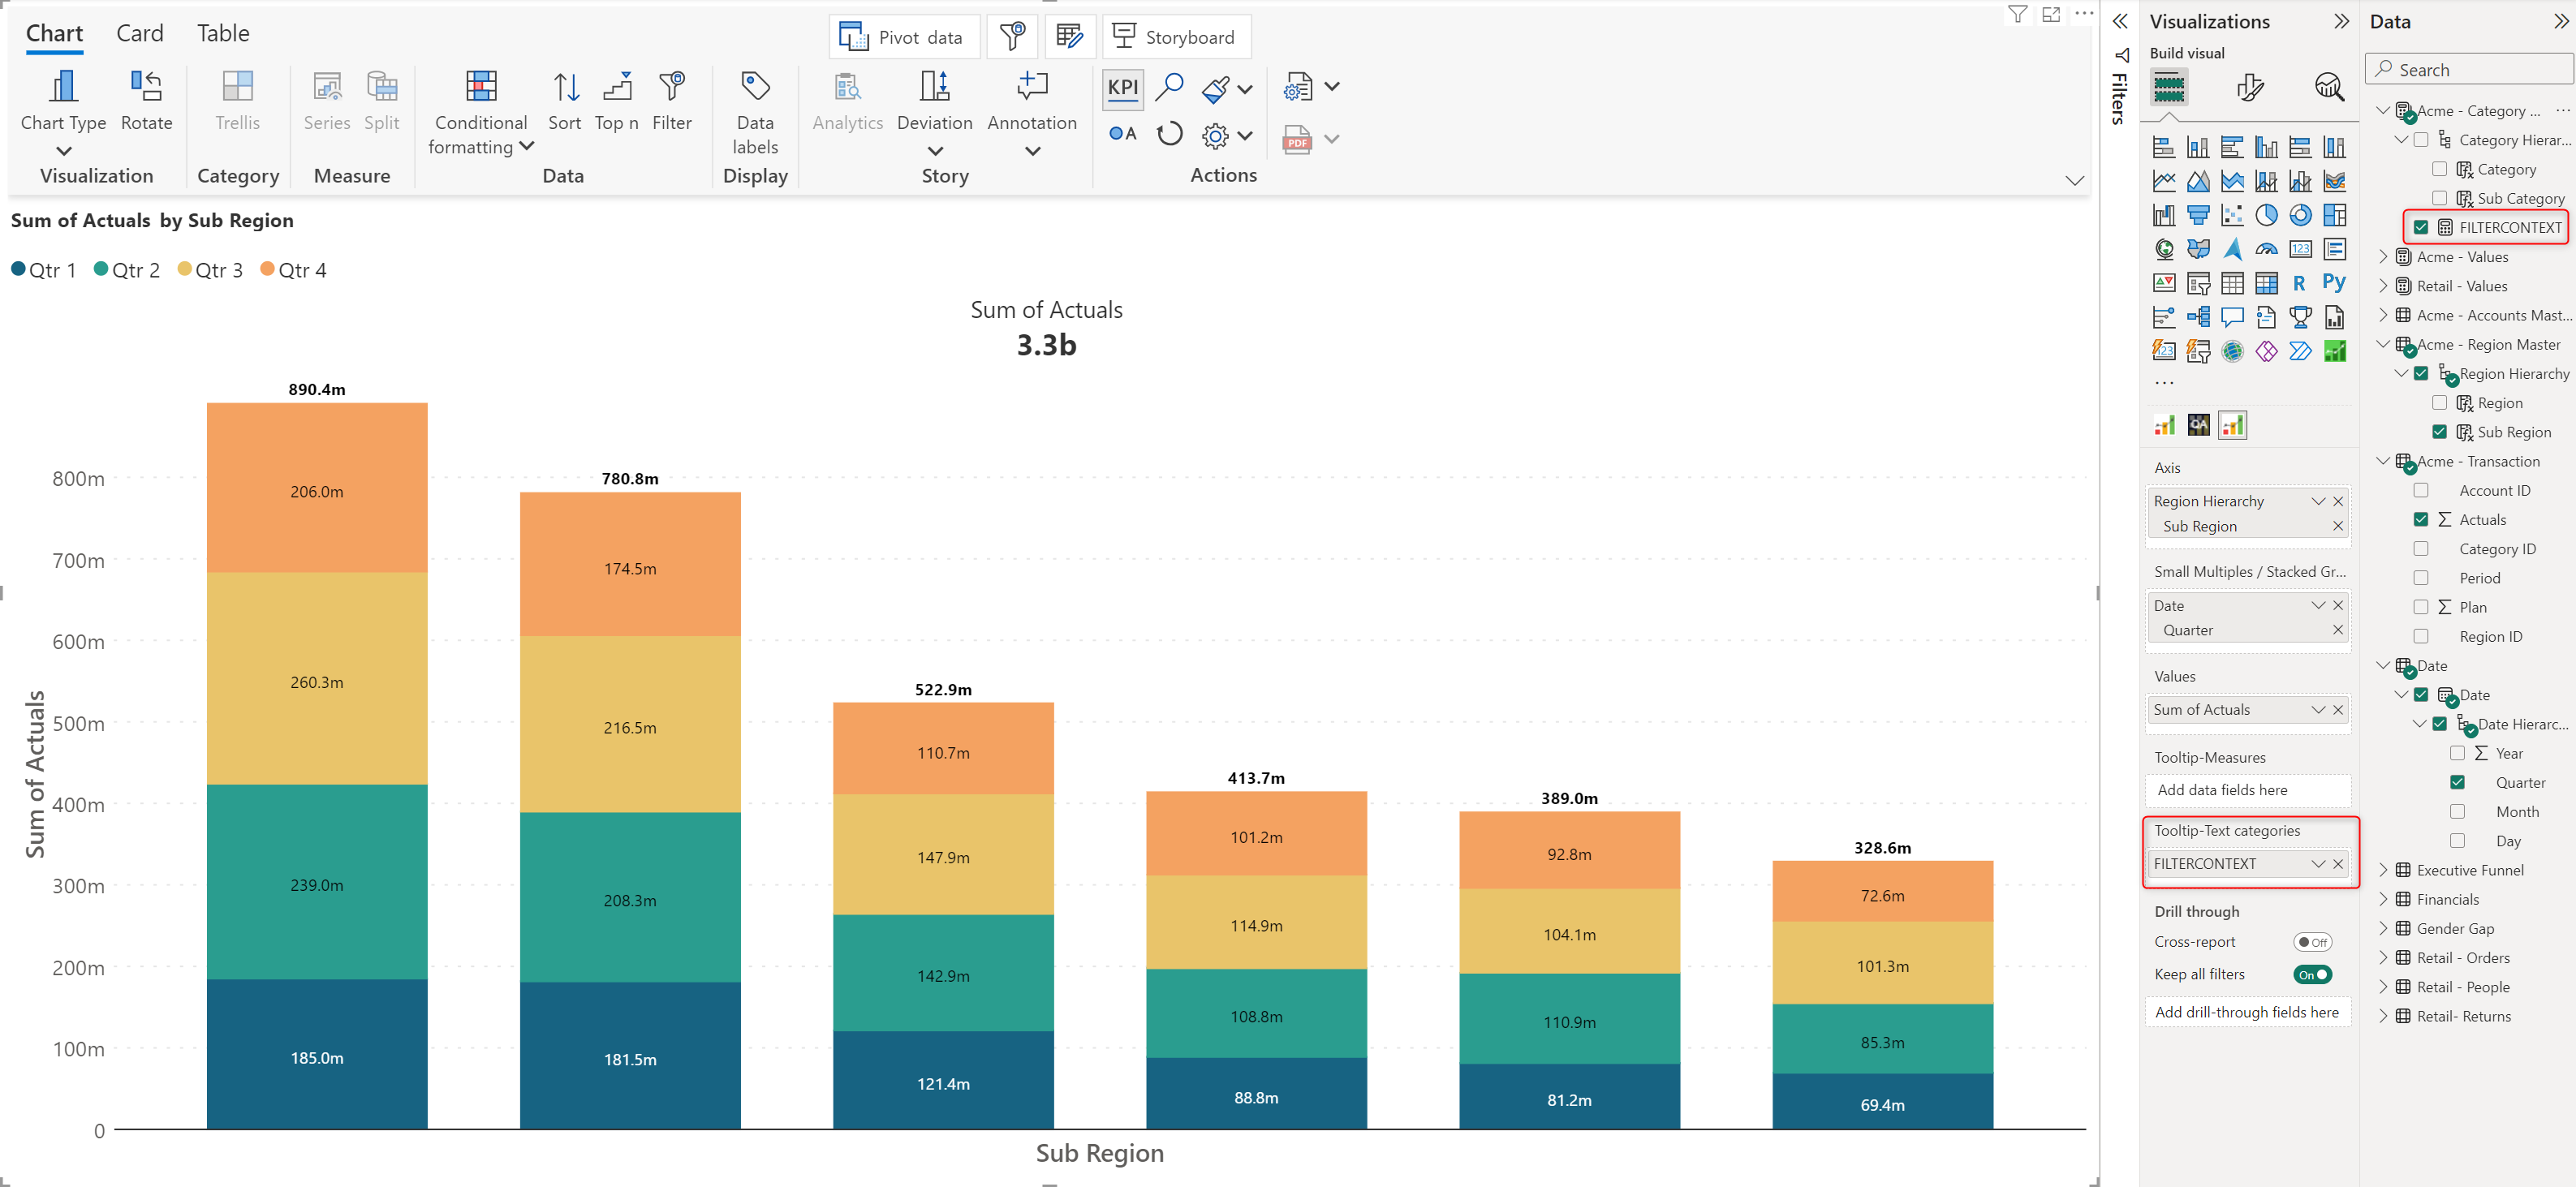 Chart Card Table
Pivot data
Storyboard
Chart Type
Rotate
Trellis
Series
Split
Conditional
formatting
Sort
Top n
Filter
Data
labels
Analytics
Deviation
Annotation
KPI
A
PDF
Visualization
Category
Measure
Data
Display
Story
Actions
Sum of Actuals by Sub Region
Qtr 1 Qtr 2 Qtr 3 Qtr 4
Sum of Actuals
3.3b
Sum of Actuals
800m
700m
600m
500m
400m
300m
200m
100m
0
890.4m
206.0m
260.3m
239.0m
185.0m
780.8m
174.5m
216.5m
208.3m
181.5m
522.9m
110.7m
147.9m
142.9m
121.4m
413.7m
101.2m
114.9m
108.8m
88.8m
389.0m
92.8m
104.1m
110.9m
81.2m
328.6m
72.6m
101.3m
85.3m
69.4m
Sub Region
Filters
Visualizations
Build visual
123
R
Py
123
QA
Axis
Region Hierarchy
Sub Region
Small Multiples / Stacked Gr...
Date
Quarter
Values
Sum of Actuals
Tooltip-Measures
Add data fields here
Tooltip-Text categories
FILTERCONTEXT
Drill through
Cross-report
Off
Keep all filters
On
Add drill-through fields here
Data
Search
Acme - Category ...
Category Hierar...
Category
Sub Category
FILTERCONTEXT
Acme - Values
Retail - Values
Acme - Accounts Mast...
Acme - Region Master
Region Hierarchy
Region
Sub Region
Acme - Transaction
Account ID
Actuals
Category ID
Period
Plan
Region ID
Date
Date
Date Hierarc...
Year
Quarter
Month
Day
Executive Funnel
Financials
Gender Gap
Retail - Orders
Retail - People
Retail- Returns